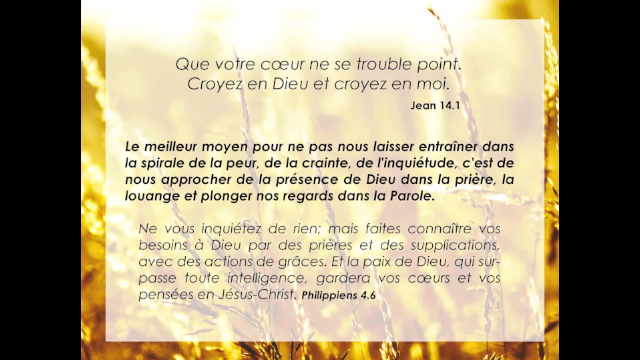 Que votre cœur ne se trouble point.
Croyez en Dieu et croyez en moi.
Jean 14.1
Le meilleur moyen pour ne pas nous laisser entraîner dans
la spirale de la peur, de la crainte, de l'inquiétude, c'est de
nous approcher de la présence de Dieu dans la prière, la
louange et plonger nos regards dans la Parole.
Ne vous inquiétez de rien; mais faites connaître vos
besoins à Dieu par des prières et des supplications,
avec des actions de grâces. Et la paix de Dieu, qui sur-
passe toute intelligence, gardera vos cœurs et vos
pensées en Jésus-Christ. Philippiens 4.6